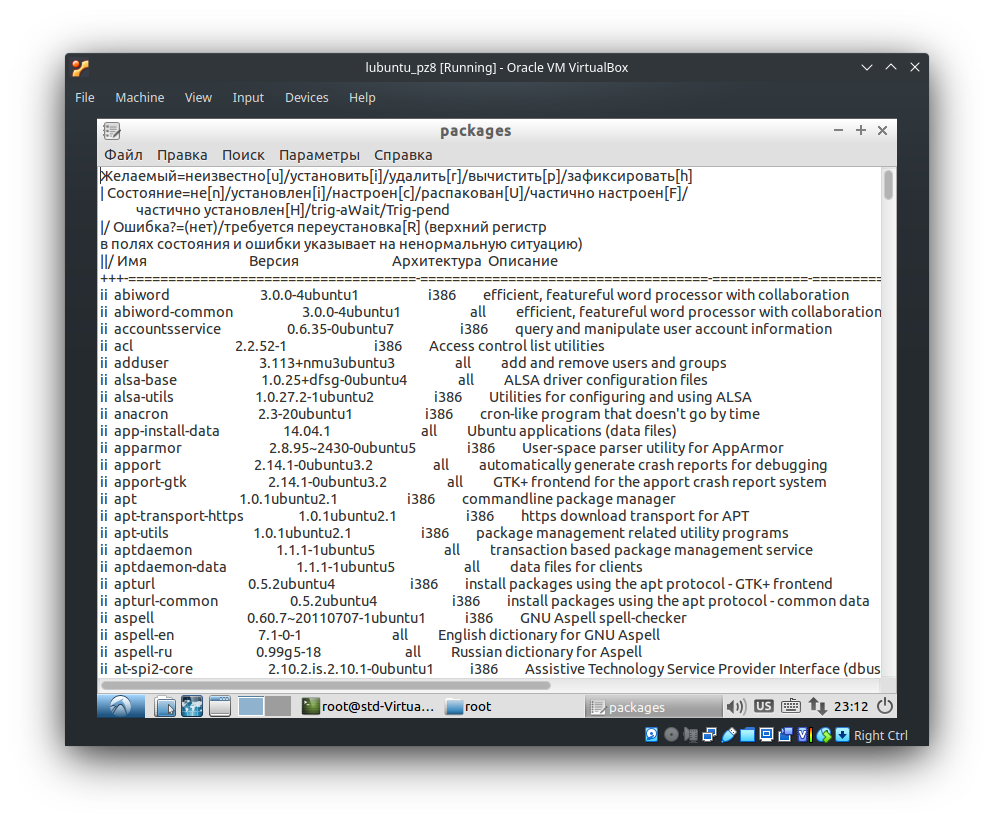 lubuntu_pz8 [Running] - Oracle VM VirtualBox
File Machine View Input Devices Help
packages
Файл Правка Поиск Параметры Справка
Желаемый=неизвестно[u]/установить[i]/удалить[r]/вычистить[p]/зафиксировать[h]
| Состояние=не[n]/установлен[i]/настроен[c]/распакован[U]/частично настроен[F]/
частично установлен[H]/trig-aWait/Trig-pend
|/ Ошибка?=(нет)/требуется переустановка[R] (верхний регистр
в полях состояния и ошибки указывает на ненормальную ситуацию)
||/ Имя Версия Архитектура Описание
+++-===================================-===================================-============-=========
ii abiword 3.0.0-4ubuntu1 i386 efficient, featureful word processor with collaboration
ii abiword-common 3.0.0-4ubuntu1 all efficient, featureful word processor with collaboration
ii accountsservice 0.6.35-0ubuntu7 i386 query and manipulate user account information
ii acl 2.2.52-1 i386 Access control list utilities
ii adduser 3.113+nmu3ubuntu3 all add and remove users and groups
ii alsa-base 1.0.25+dfsg-0ubuntu4 all ALSA driver configuration files
ii alsa-utils 1.0.27.2-1ubuntu2 i386 Utilities for configuring and using ALSA
ii anacron 2.3-20ubuntu1 i386 cron-like program that doesn't go by time
ii app-install-data 14.04.1 all Ubuntu applications (data files)
ii apparmor 2.8.95~2430-0ubuntu5 i386 User-space parser utility for AppArmor
ii apport 2.14.1-0ubuntu3.2 all automatically generate crash reports for debugging
ii apport-gtk 2.14.1-0ubuntu3.2 all GTK+ frontend for the apport crash report system
ii apt 1.0.1ubuntu2.1 i386 commandline package manager
ii apt-transport-https 1.0.1ubuntu2.1 i386 https download transport for APT
ii apt-utils 1.0.1ubuntu2.1 i386 package management related utility programs
ii aptdaemon 1.1.1-1ubuntu5 all transaction based package management service
ii aptdaemon-data 1.1.1-1ubuntu5 all data files for clients
ii apturl 0.5.2ubuntu4 i386 install packages using the apt protocol - GTK+ frontend
ii apturl-common 0.5.2ubuntu4 i386 install packages using the apt protocol - common data
ii aspell 0.60.7~20110707-1ubuntu1 i386 GNU Aspell spell-checker
ii aspell-en 7.1-0-1 all English dictionary for GNU Aspell
ii aspell-ru 0.99g5-18 all Russian dictionary for Aspell
ii at-spi2-core 2.10.2.is.2.10.1-0ubuntu1 i386 Assistive Technology Service Provider Interface (dbus
root@std-Virtua... root packages US 23:12
Right Ctrl